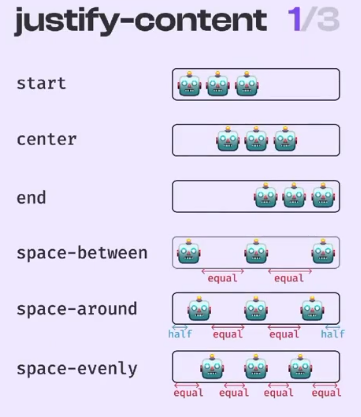 justify-content 1/3
start
center
end
space-between
equal equal
space-around
half equal equal half
space-evenly
equal equal equal equal